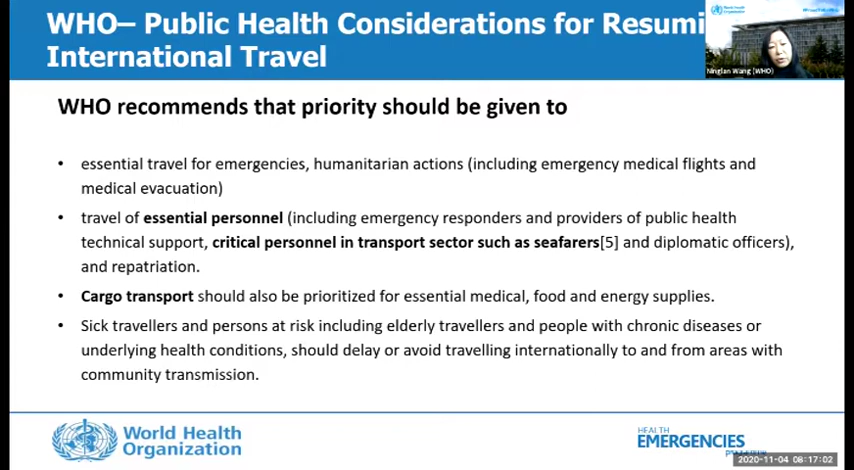 WHO– Public Health Considerations for Resumi
International Travel
World Health
Organization
Ninglan Wang (WHO)
WHO recommends that priority should be given to
• essential travel for emergencies, humanitarian actions (including emergency medical flights and
medical evacuation)
• travel of essential personnel (including emergency responders and providers of public health
technical support, critical personnel in transport sector such as seafarers[5] and diplomatic officers),
and repatriation.
• Cargo transport should also be prioritized for essential medical, food and energy supplies.
• Sick travellers and persons at risk including elderly travellers and people with chronic diseases or
underlying health conditions, should delay or avoid travelling internationally to and from areas with
community transmission.
World Health
Organization
HEALTH
EMERGENCIES
2020-11-04 08:17:02